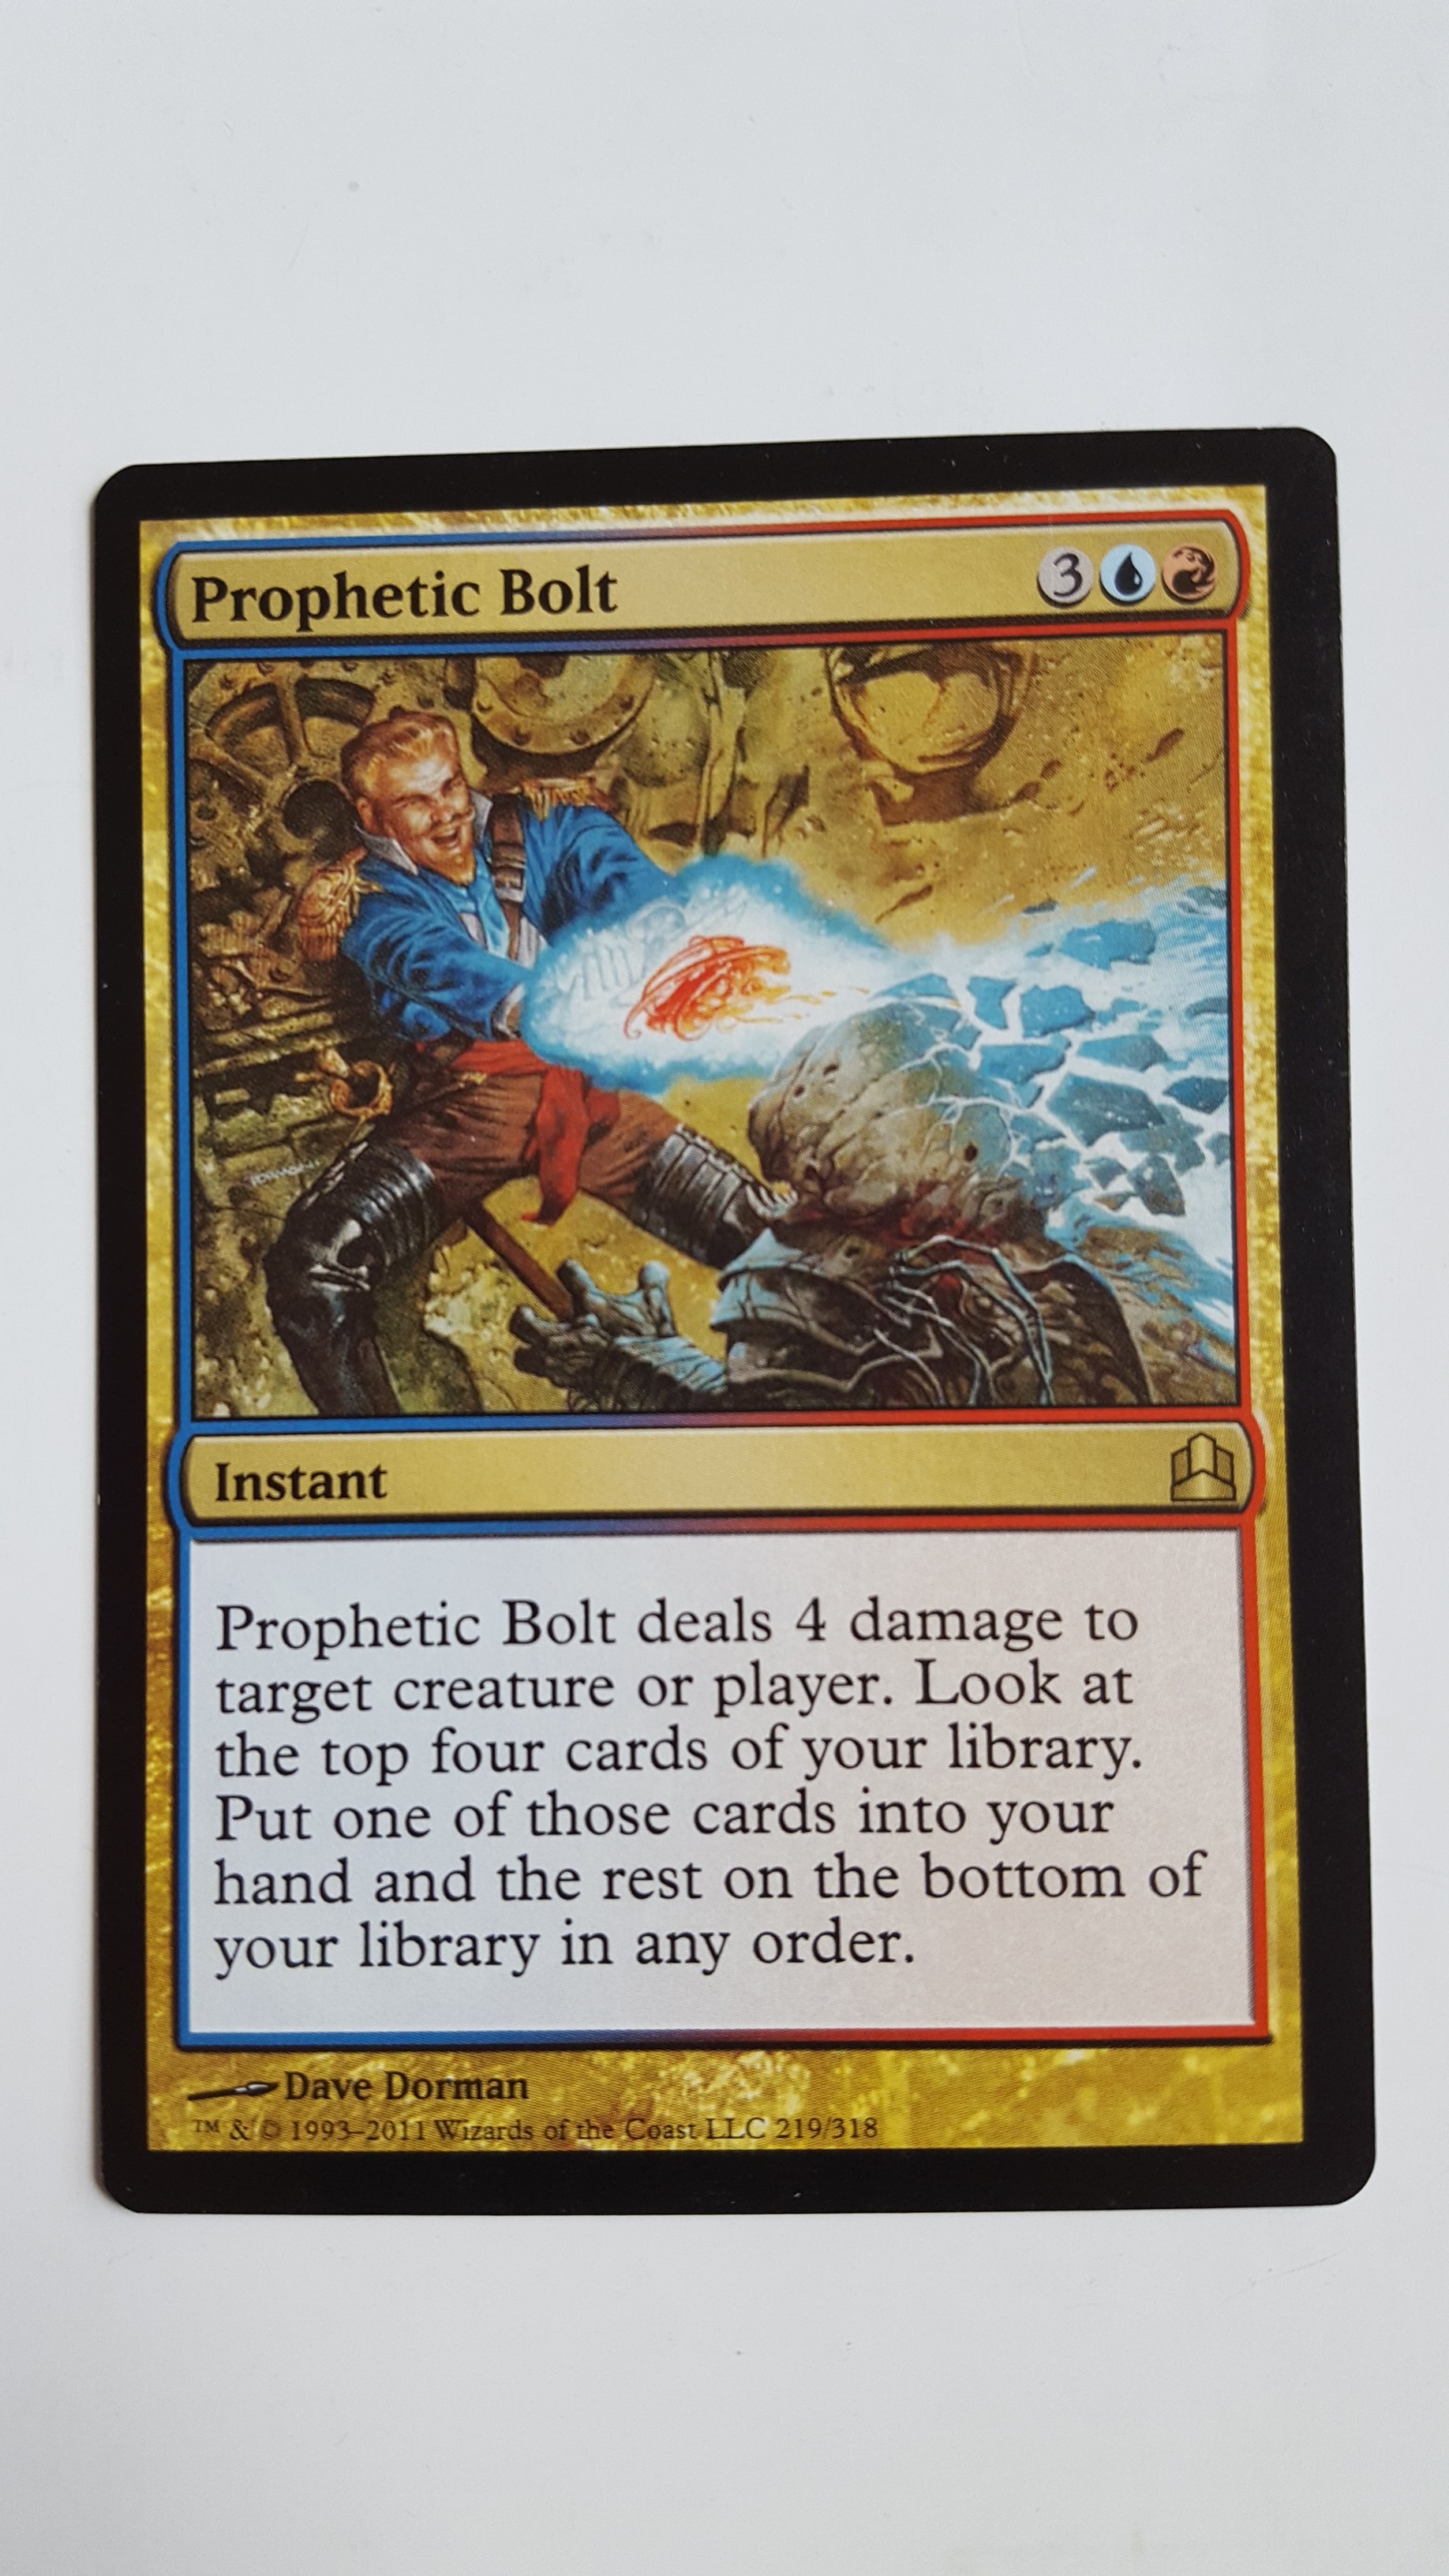 Prophetic Bolt 3
Instant
Prophetic Bolt deals 4 damage to
target creature or player. Look at
the top four cards of your library.
Put one of those cards into your
hand and the rest on the bottom of
your library in any order.
Dave Dorman
™ & © 1993–2011 Wizards of the Coast LLC 219/318